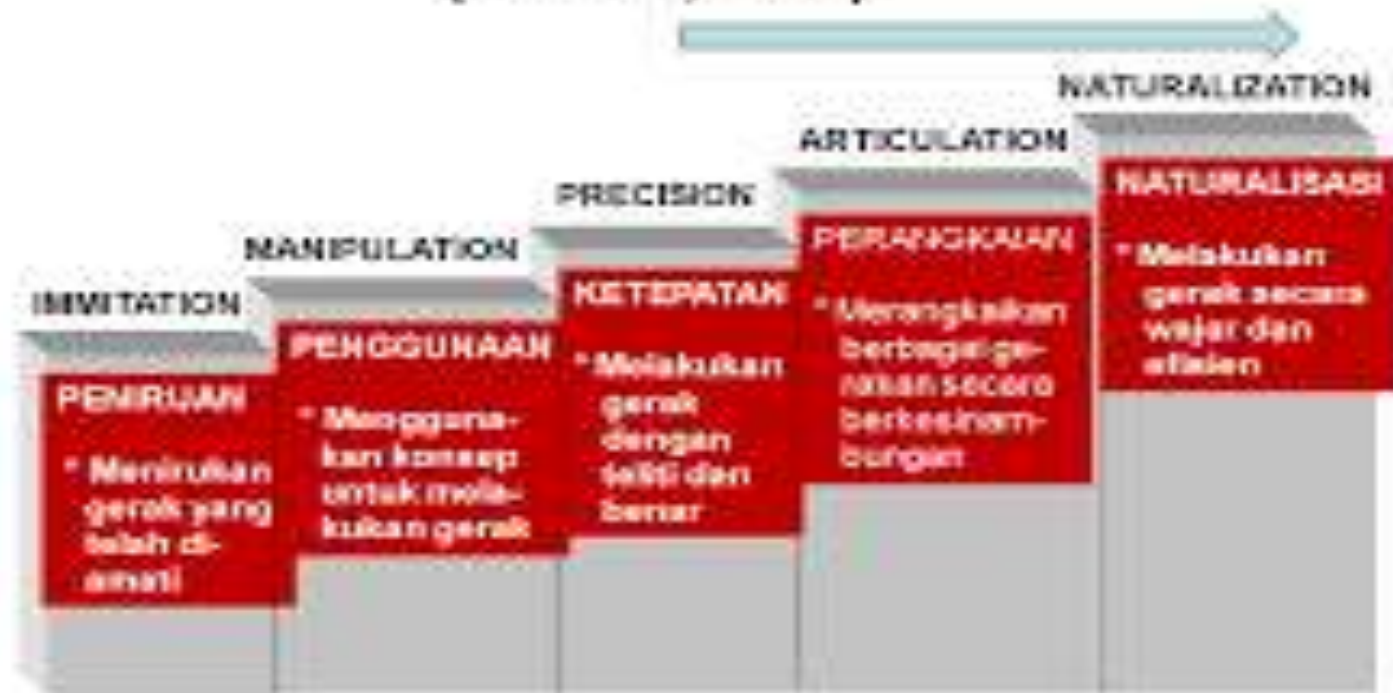 NATURALIZATION
ARTICULATION
PRECISION
MANIPULATION
IMMITATION
PEMIRUAN
* Menirukan
gerak yang
telah di-
amati
PENGGUNAAN
* Mengguna-
kan konsep
untuk mela-
kukan gerak
KETEPATAN
* Melakukan
gerak
dengan
teliti dan
benar
PERANGKAIAN
* Merangkaikan
berbagai ge-
rakan secara
berkesinam-
bungan
NATURALISASI
* Melakukan
gerak secara
wajar dan
efisien